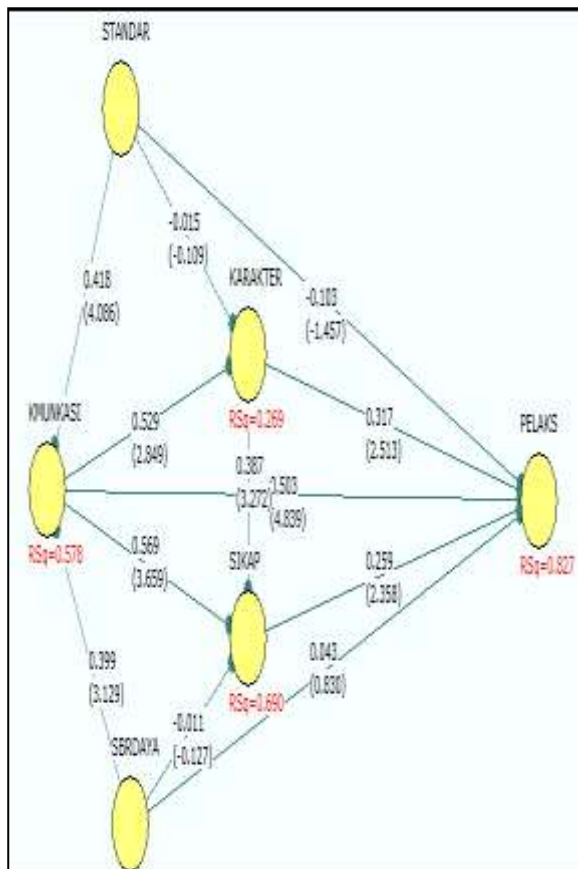 STANDAR
-0.015
(-0.109)
KARAKTER
0.418
(4.086)
-0.103
(-1.457)
KMUNKASI
0.529
(2.849)
RSq=0.269
0.317
(2.513)
PELAKS
0.387
(3.272)
0.503
(4.839)
RSq=0.578
0.569
(3.659)
SIKAP
0.259
(2.358)
RSq=0.827
0.399
(3.129)
RSq=0.690
0.043
(0.830)
-0.011
(-0.127)
SBRDAYA